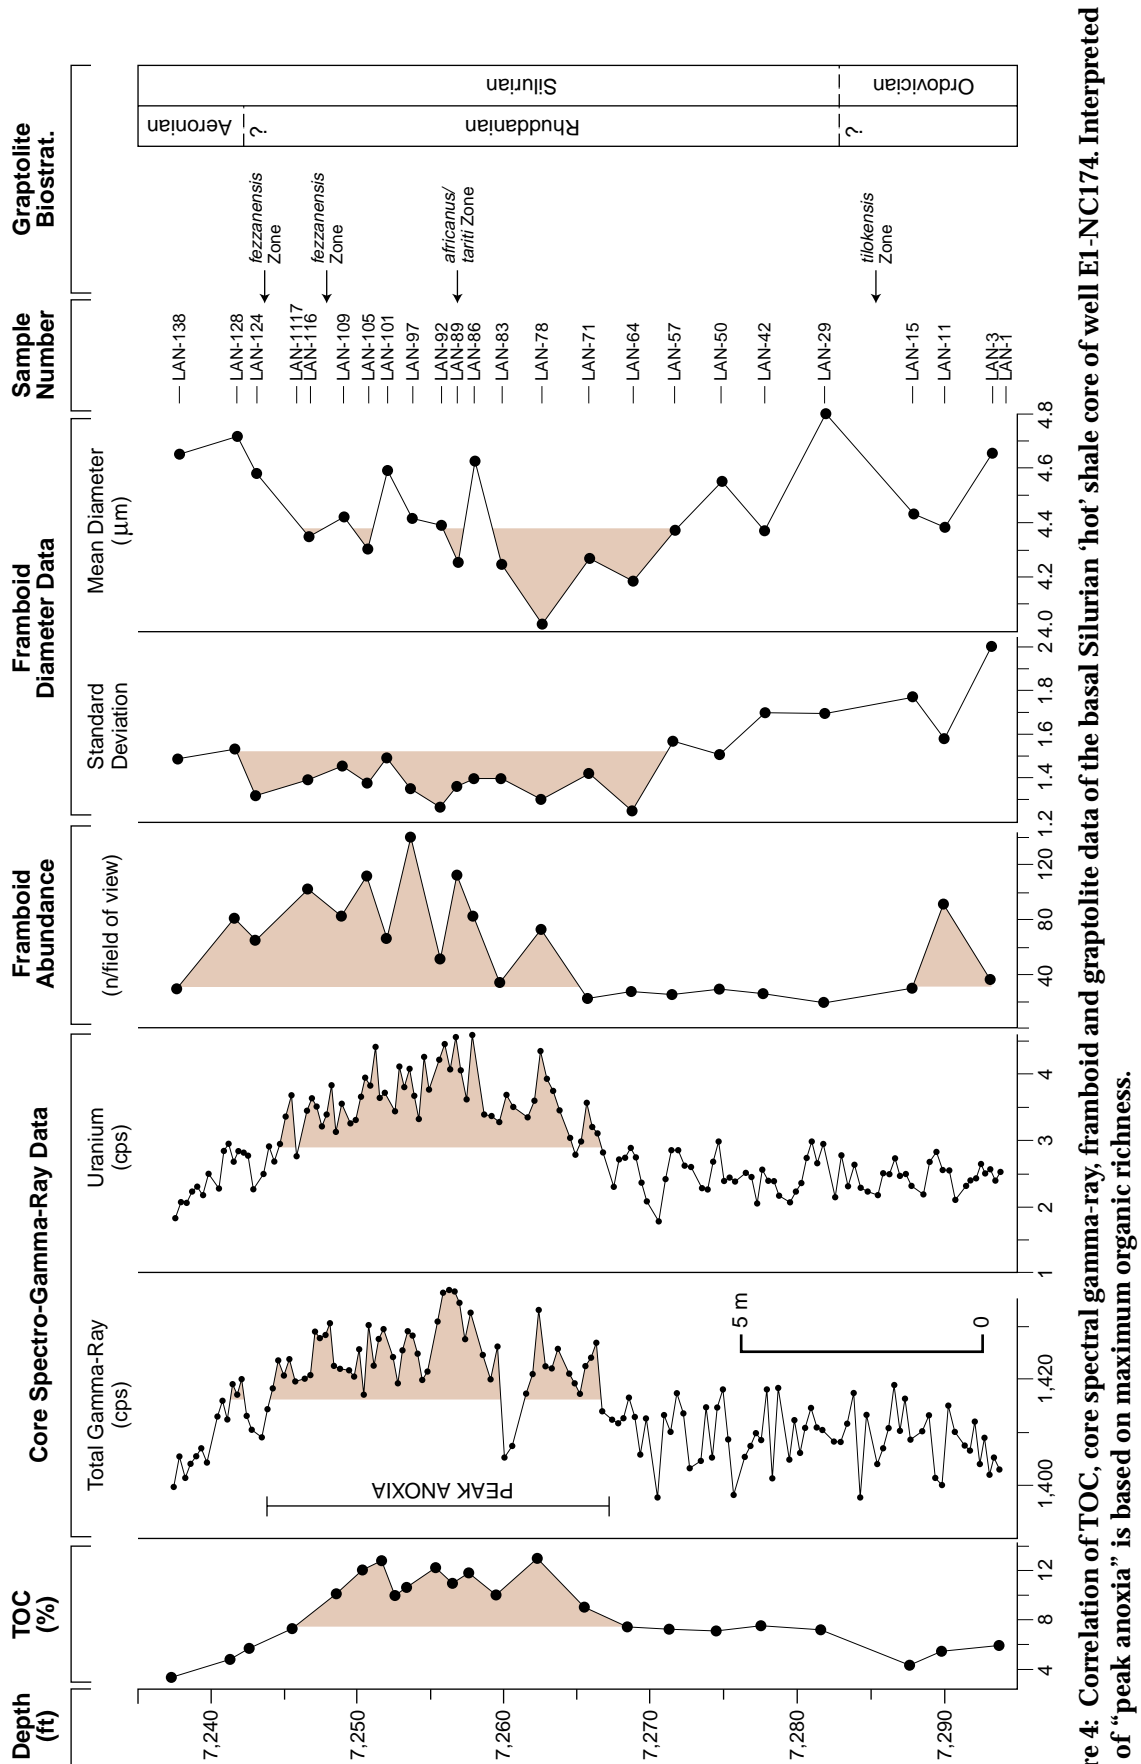 Depth
(ft)
TOC
(%)
Core Spectro-Gamma-Ray Data
Total Gamma-Ray
(cps)
Uranium
(cps)
Framboid
Abundance
(n/field of view)
Framboid
Diameter Data
Standard
Deviation
Mean Diameter
(µm)
Sample
Number
Graptolite
Biostrat.
7,240
7,250
7,260
7,270
7,280
7,290
4
8
12
PEAK ANOXIA
5 m
0
1,400
1,420
1
2
3
4
40
80
120
1.2
1.4
1.6
1.8
2
4.0
4.2
4.4
4.6
4.8
LAN-138
LAN-128
LAN-124
LAN-1117
LAN-116
LAN-109
LAN-105
LAN-101
LAN-97
LAN-92
LAN-89
LAN-86
LAN-83
LAN-78
LAN-71
LAN-64
LAN-57
LAN-50
LAN-42
LAN-29
LAN-15
LAN-11
LAN-3
LAN-1
fezzanensis
Zone
fezzanensis
Zone
africanus/
tariti Zone
tilokensis
Zone
Aeronian
?
Rhuddanian
?
Silurian
Ordovician
re 4: Correlation of TOC, core spectral gamma-ray, framboid and graptolite data of the basal Silurian ‘hot’ shale core of well E1-NC174. Interpreted
of “peak anoxia” is based on maximum organic richness.